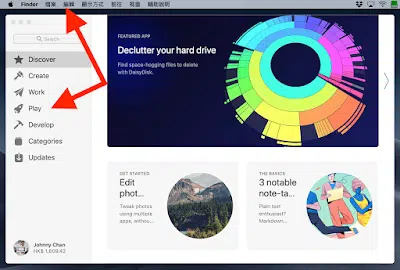 Finder 檔案 編輯 顯示方式 前往 視窗 輔助說明
Search
Discover
Create
Work
Play
Develop
Categories
Updates
Johnny Chan
HK$ 1,609.42
FEATURED APP
Declutter your hard drive
Find space-hogging files to delete
with DaisyDisk.
GET STARTED
Edit
phot...
Tweak photos
using multiple
apps, withou...
THE BASICS
3 notable
note-ta...
Plain text
enthusiast?
Markdown...